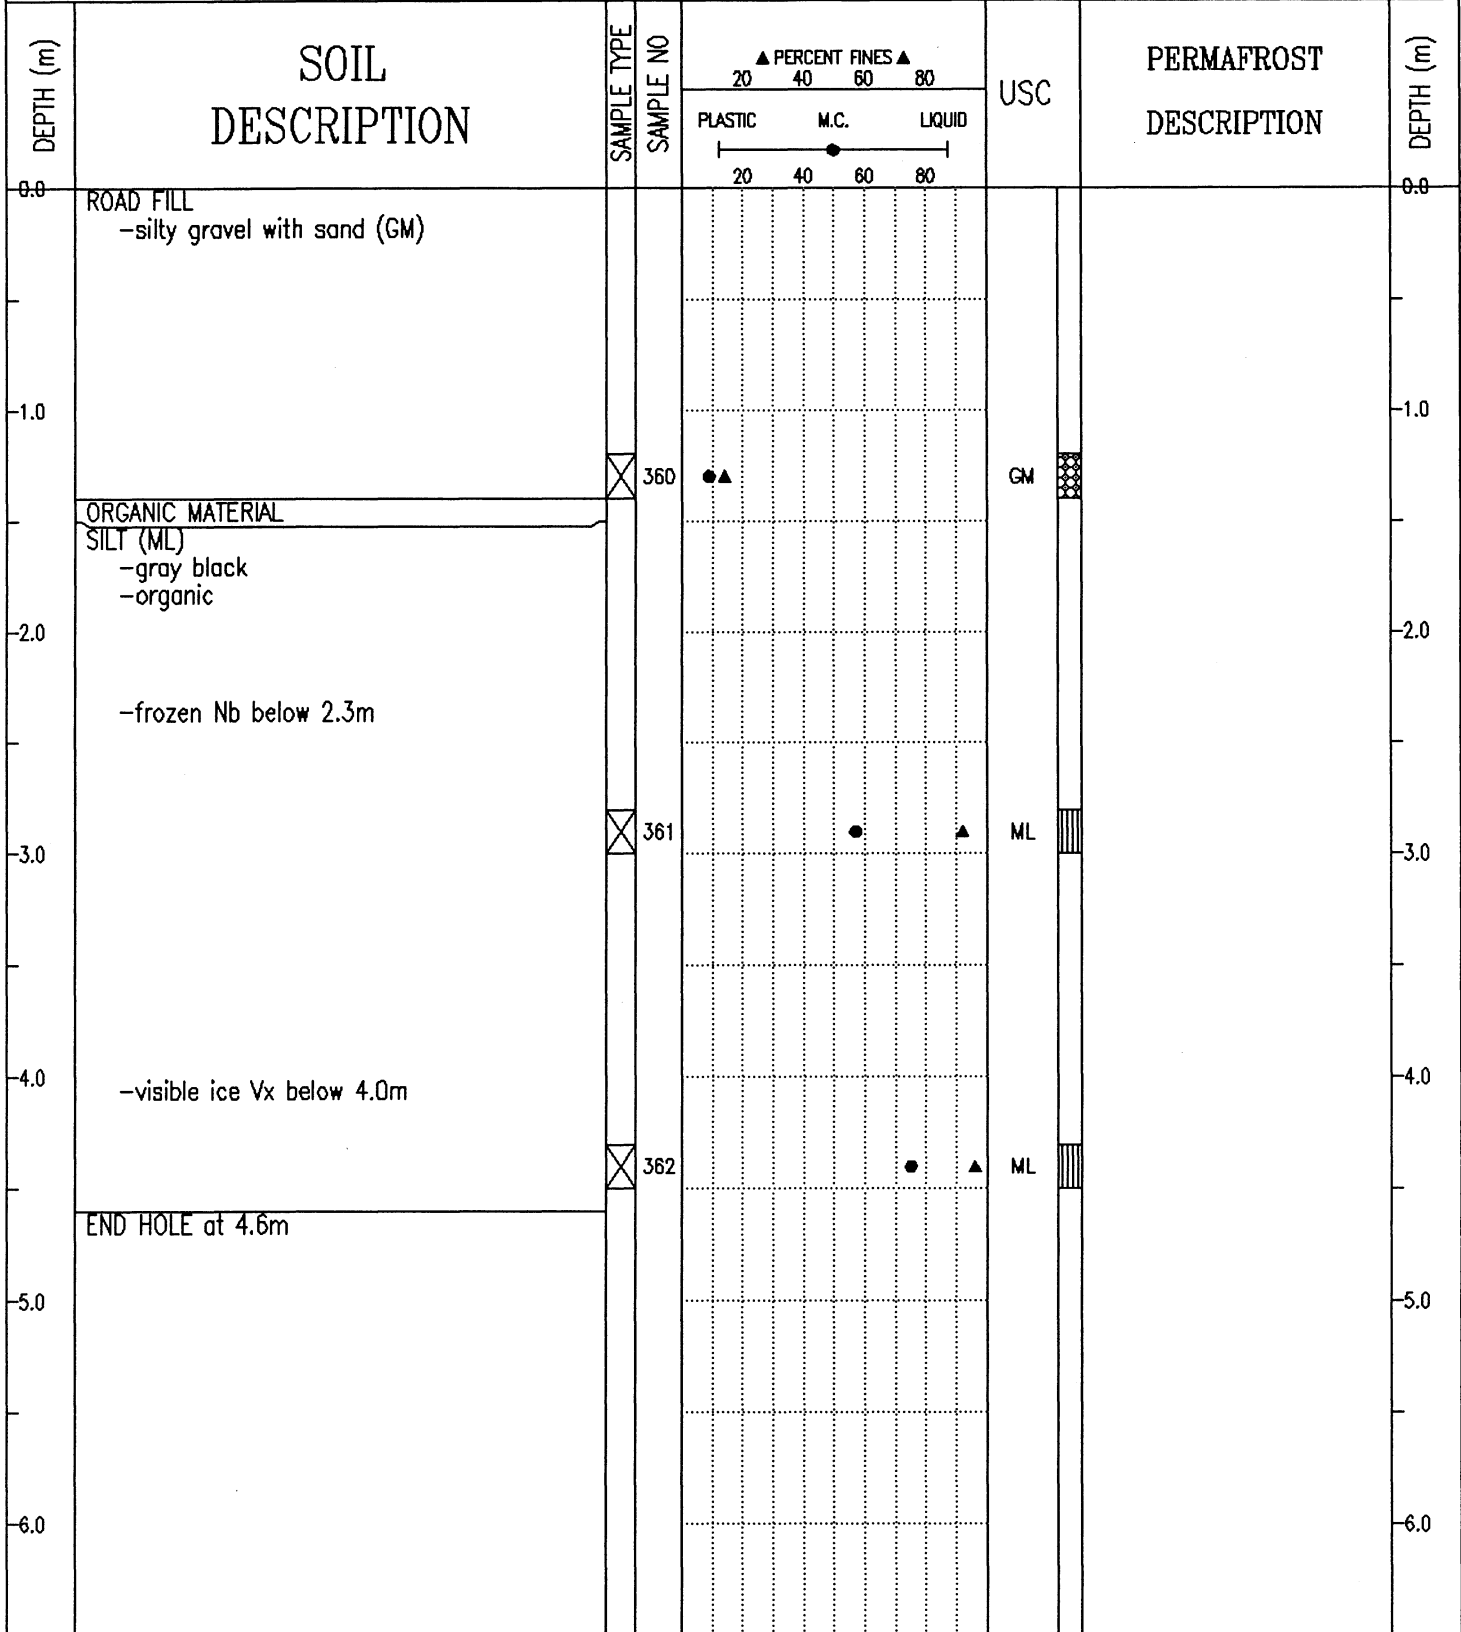 DEPTH (m)
SOIL
DESCRIPTION
SAMPLE TYPE
SAMPLE NO
▲ PERCENT FINES ▲
20 40 60 80
PLASTIC M.C. LIQUID
20 40 60 80
USC
PERMAFROST
DESCRIPTION
DEPTH (m)
0.0 0.0
ROAD FILL
-silty gravel with sand (GM)
1.0 1.0
360 GM
ORGANIC MATERIAL
SILT (ML)
-gray black
-organic
2.0 2.0
-frozen Nb below 2.3m
361 ML
3.0 3.0
4.0 4.0
-visible ice Vx below 4.0m
362 ML
END HOLE at 4.6m
5.0 5.0
6.0 6.0